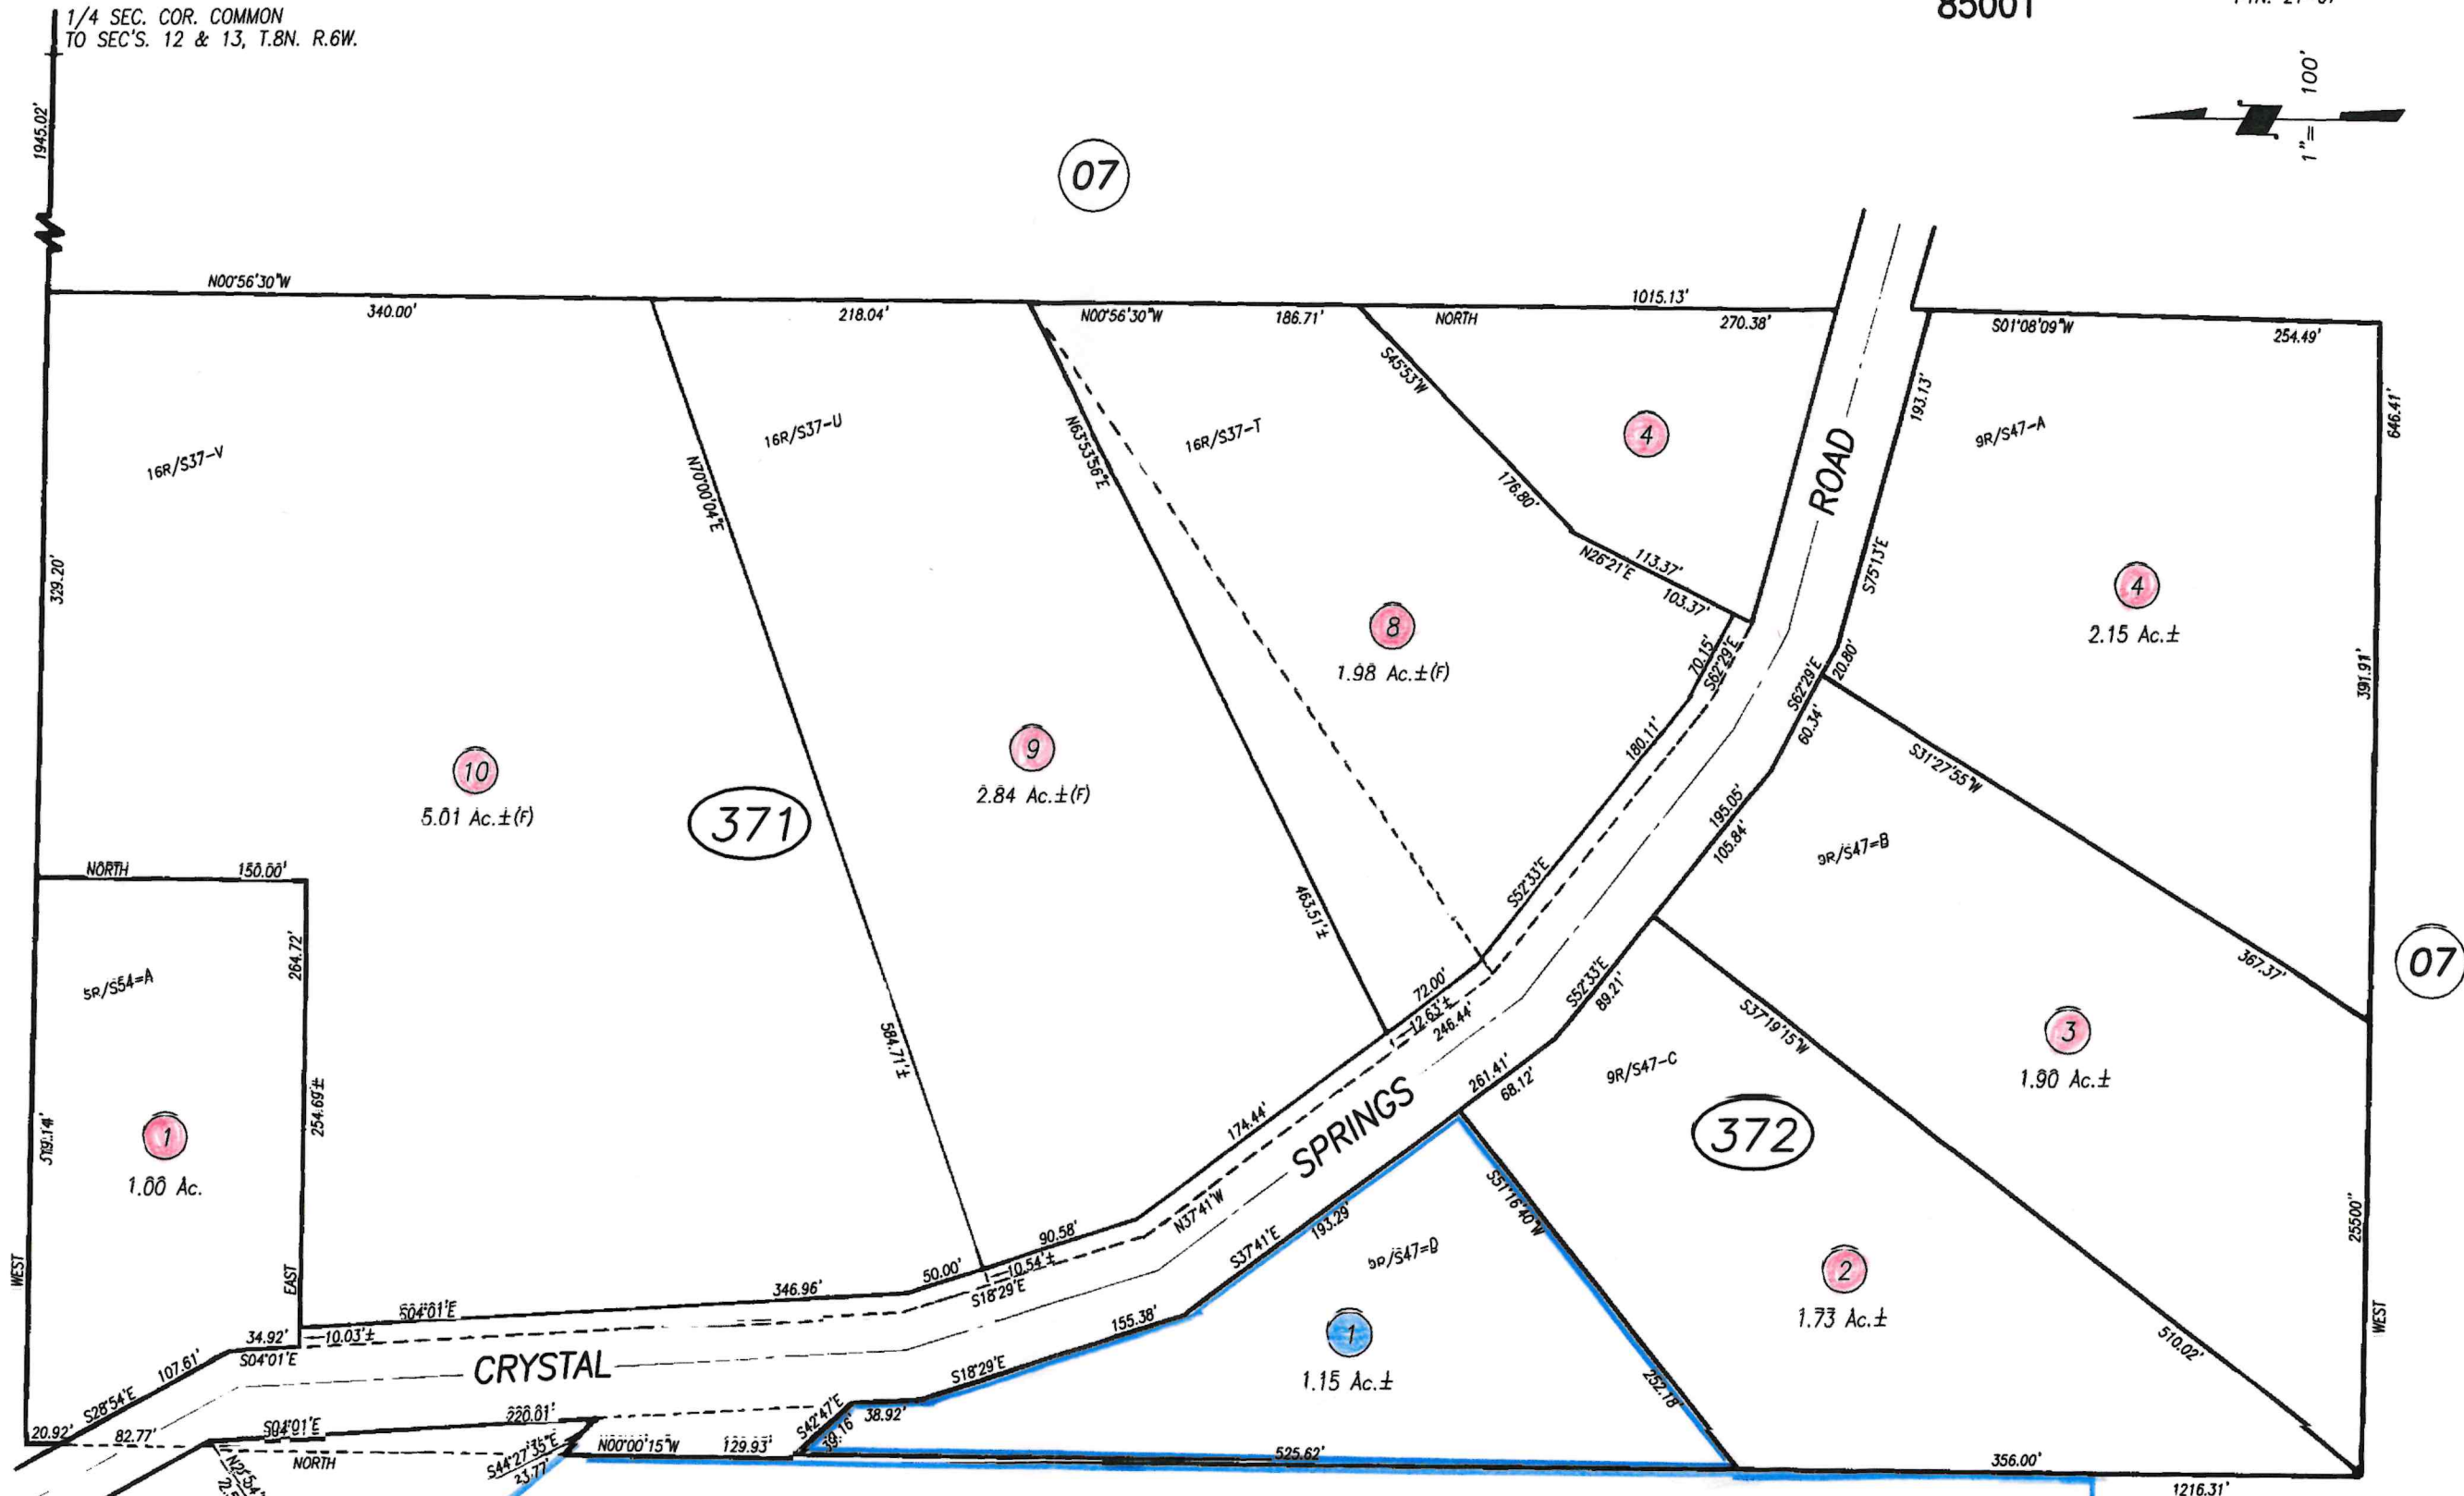 1/4 SEC. COR. COMMON
TO SEC'S. 12 & 13, T.8N. R.6W.
85001
1"= 100'
1945.02'
07
N00°56'30"W
340.00'
218.04'
N00°56'30"W
186.71'
NORTH
1015.13'
270.38'
S01°08'09"W
254.49'
646.41'
193.13'
9R/S47-A
16R/S37-V
16R/S37-U
16R/S37-T
S45°53'W
4
ROAD
N70°00'04"E
N63°53'56"E
176.80'
329.20'
N26°21'E
113.37'
103.37'
S75°13'E
4
2.15 Ac.±
8
1.98 Ac.±(F)
70.15'
S62°29'E
S62°29'E
20.80'
60.34'
391.91'
180.11'
S31°27'55"W
10
5.01 Ac.±(F)
371
9
2.84 Ac.±(F)
195.05'
105.84'
9R/S47=B
NORTH
150.00'
S52°33'E
463.51'±
264.72'
367.37'
07
5R/S54=A
72.00'
12.63'±
246.44'
S52°33'E
89.21'
S37°19'15"W
3
1.90 Ac.±
584.71'±
254.69'±
174.44'
SPRINGS
261.41'
68.12'
9R/S47-C
372
1
1.00 Ac.
519.14'
N37°41'W
S37°41'E
193.29'
S51°16'40"W
25500"
WEST
EAST
90.58'
50.00'
10.54'±
S18°29'E
346.96'
S04°01'E
2
1.73 Ac.±
WEST
510.02'
34.92'
10.03'±
S04°01'E
107.61'
S28°54'E
CRYSTAL
155.38'
S18°29'E
1
1.15 Ac.±
252.18'
20.92'
82.77'
S04°01'E
220.01'
S42°47'E
39.16'
38.92'
NORTH
S44°27'35"E
23.77'
N00°00'15"W
129.93'
525.62'
356.00'
1216.31'